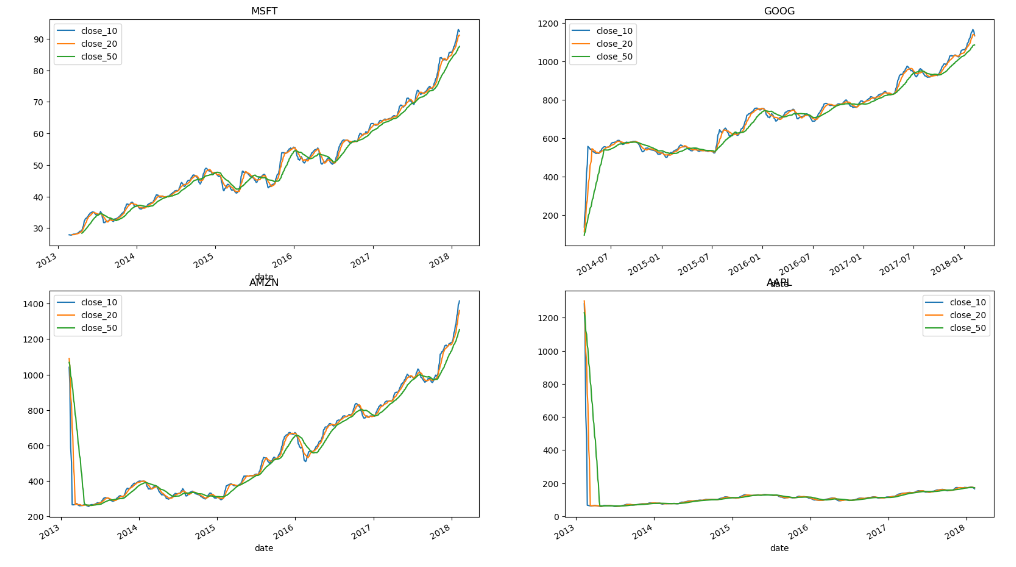 MSFT
close_10
close_20
close_50
90
80
70
60
50
40
30
2013
2014
2015
2016
2017
2018
date
GOOG
close_10
close_20
close_50
1200
1000
800
600
400
200
2014-07
2015-01
2015-07
2016-01
2016-07
2017-01
2017-07
2018-01
date
AMZN
close_10
close_20
close_50
1400
1200
1000
800
600
400
200
2013
2014
2015
2016
2017
2018
date
AAPL
close_10
close_20
close_50
1200
1000
800
600
400
200
0
2013
2014
2015
2016
2017
2018
date